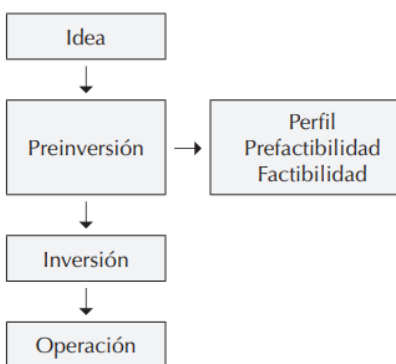 Idea
Preinversión
Perfil
Prefactibilidad
Factibilidad
Inversión
Operación